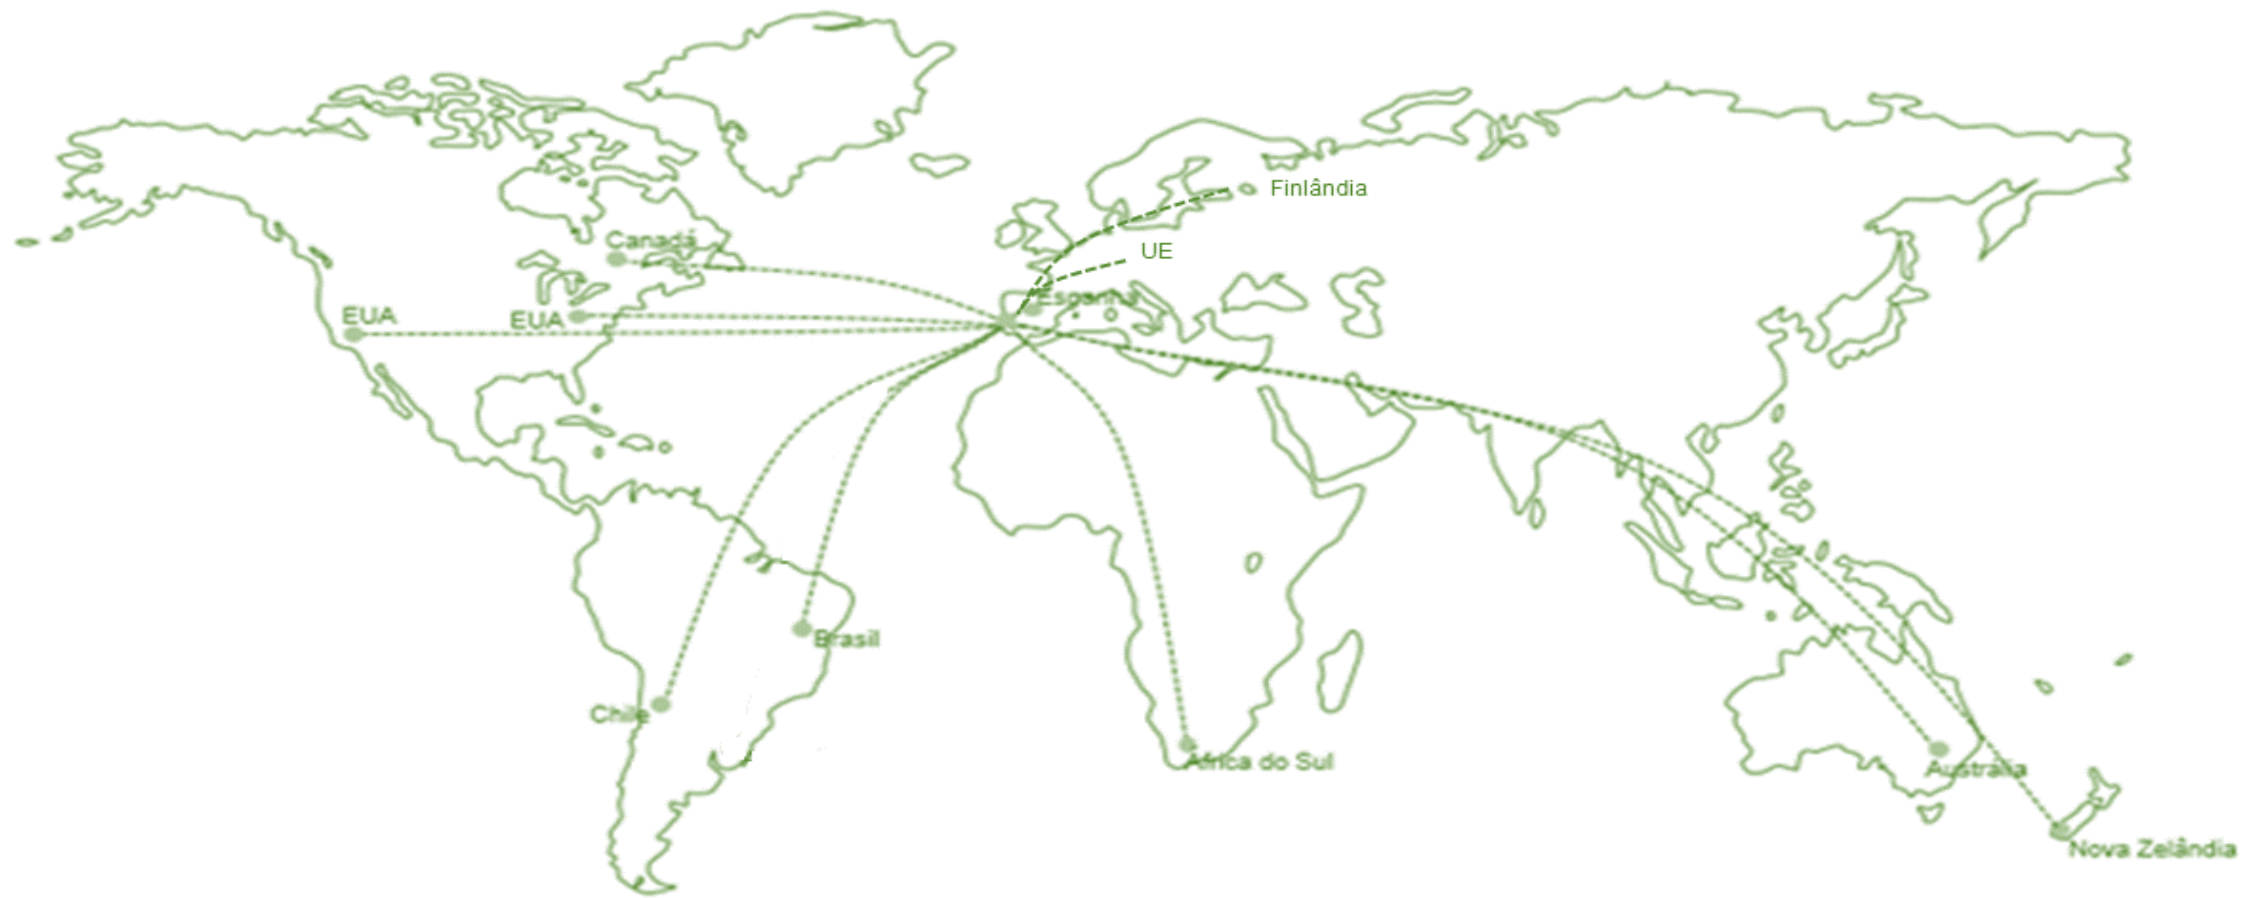 Finlândia
Canadá
UE
Espanha
EUA
EUA
Brasil
Chile
África do Sul
Austrália
Nova Zelândia